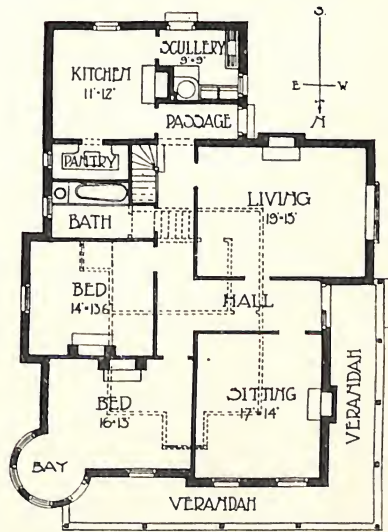 S.
E W
N
SCULLERY
9'·9'
KITCHEN
11'·12'
PASSAGE
PANTRY
LIVING
19'·15'
BATH
BED
14'·13'6
HALL
BED
16'·13'
SITTING
17'·14'
BAY
VERANDAH
VERANDAH